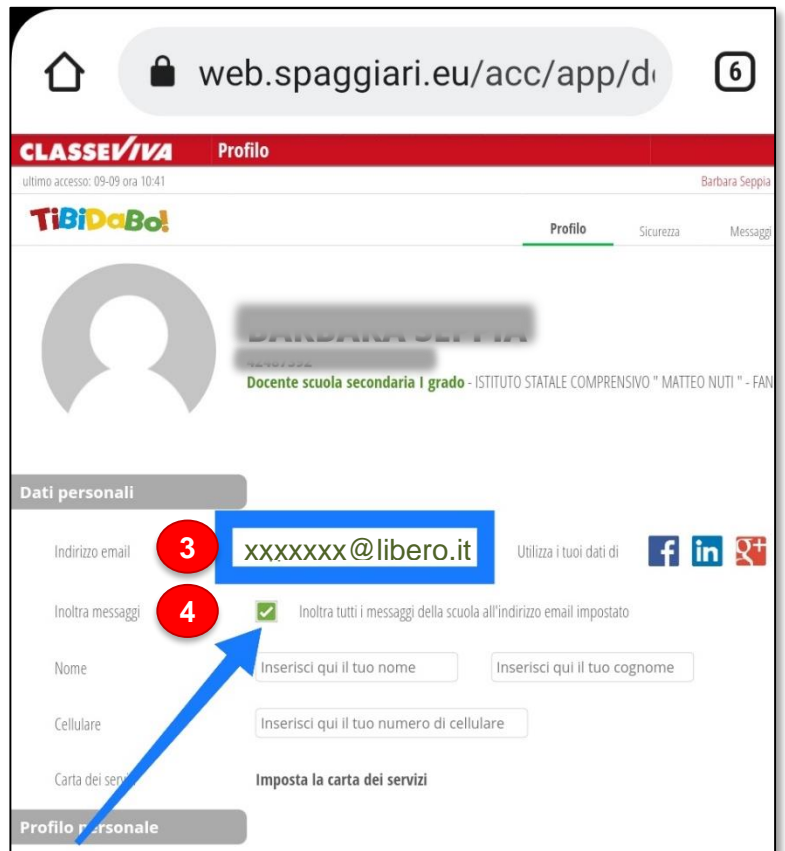 web.spaggiari.eu/acc/app/d
6
CLASSEVIVA Profilo
ultimo accesso: 09-09 ora 10:41 Barbara Seppia
TiBiDaBo! Profilo Sicurezza Messaggi
Docente scuola secondaria I grado - ISTITUTO STATALE COMPRENSIVO " MATTEO NUTI " - FAN
Dati personali
Indirizzo email 3 xxxxxxx@libero.it Utilizza i tuoi dati di f in g+
Inoltra messaggi 4 Inoltra tutti i messaggi della scuola all'indirizzo email impostato
Nome Inserisci qui il tuo nome Inserisci qui il tuo cognome
Cellulare Inserisci qui il tuo numero di cellulare
Carta dei Imposta la carta dei servizi
Profilo personale